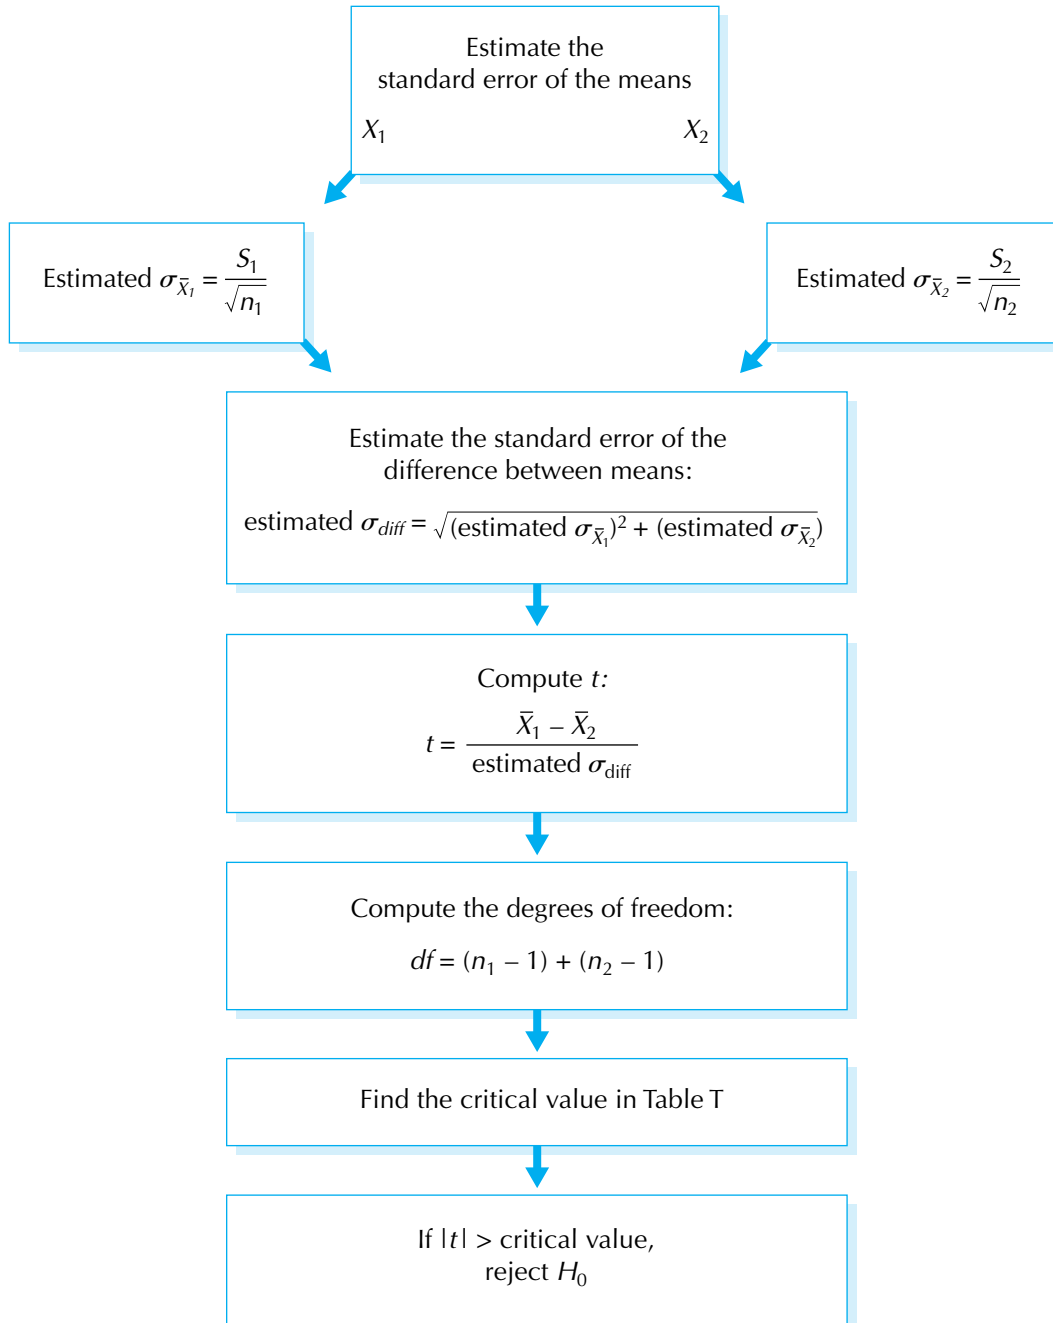 Estimate the
standard error of the means
X₁ X₂
Estimated σ_X̄₁ = S₁/√n₁
Estimated σ_X̄₂ = S₂/√n₂
Estimate the standard error of the
difference between means:
estimated σ_diff = √(estimated σ_X̄₁)² + (estimated σ_X̄₂)
Compute t:
t = X̄₁ – X̄₂ / estimated σ_diff
Compute the degrees of freedom:
df = (n₁ – 1) + (n₂ – 1)
Find the critical value in Table T
If |t| > critical value,
reject H₀